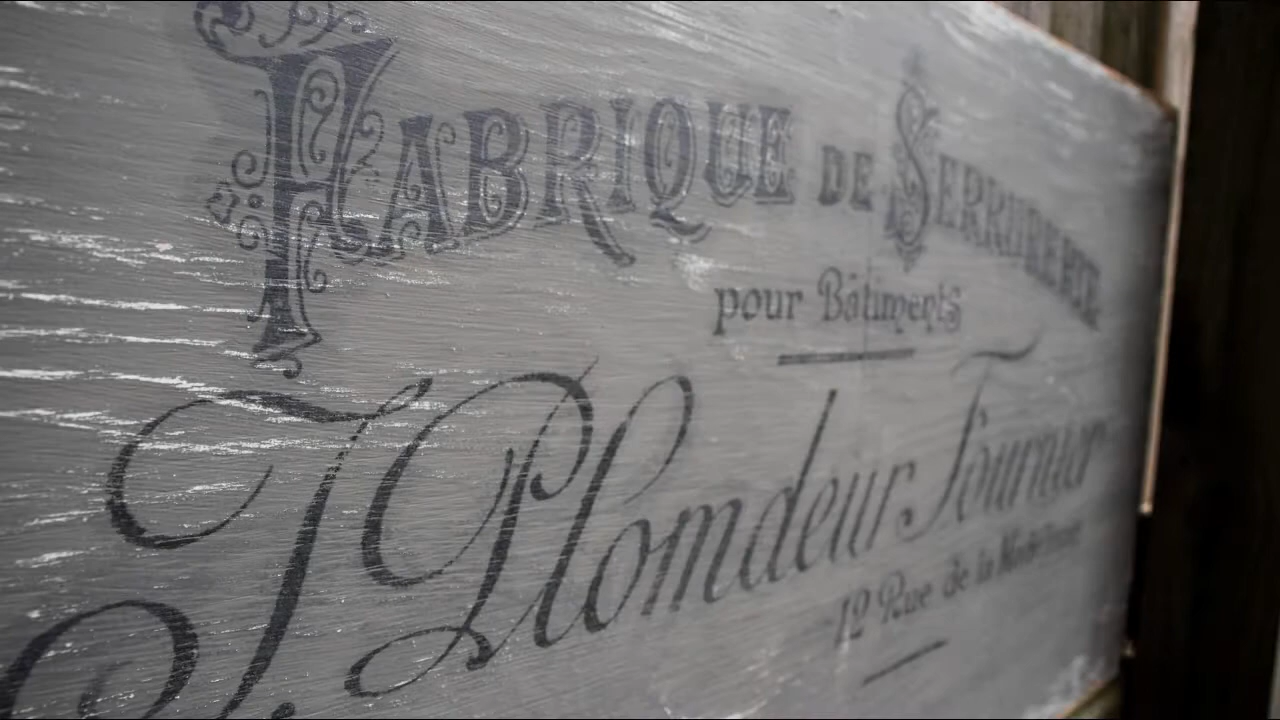 FABRIQUE DE SERRURERIE
pour Bâtiments
J. Plomdeur Fournier
12 Rue de la